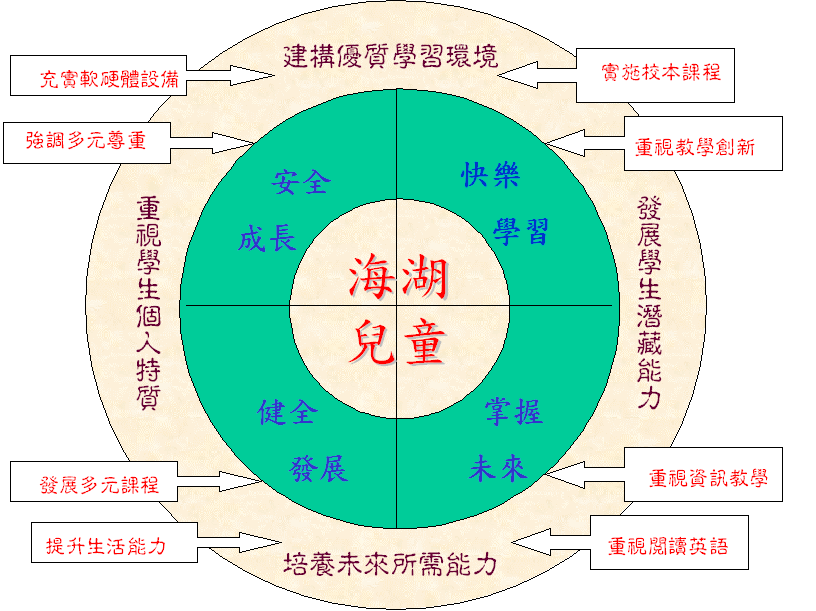 建構優質學習環境
充實軟硬體設備
實施校本課程
強調多元尊重
重視教學創新
安全
成長
快樂
學習
重視學生個人特質
發展學生潛藏能力
海湖
兒童
健全
發展
掌握
未來
發展多元課程
重視資訊教學
提升生活能力
重視閱讀英語
培養未來所需能力